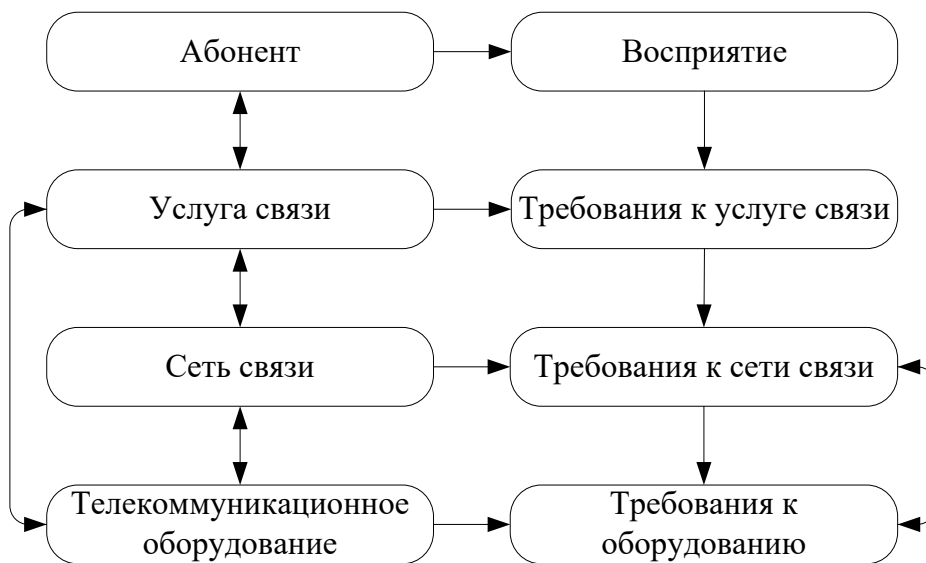 Абонент
Восприятие
Услуга связи
Требования к услуге связи
Сеть связи
Требования к сети связи
Телекоммуникационное
оборудование
Требования к
оборудованию